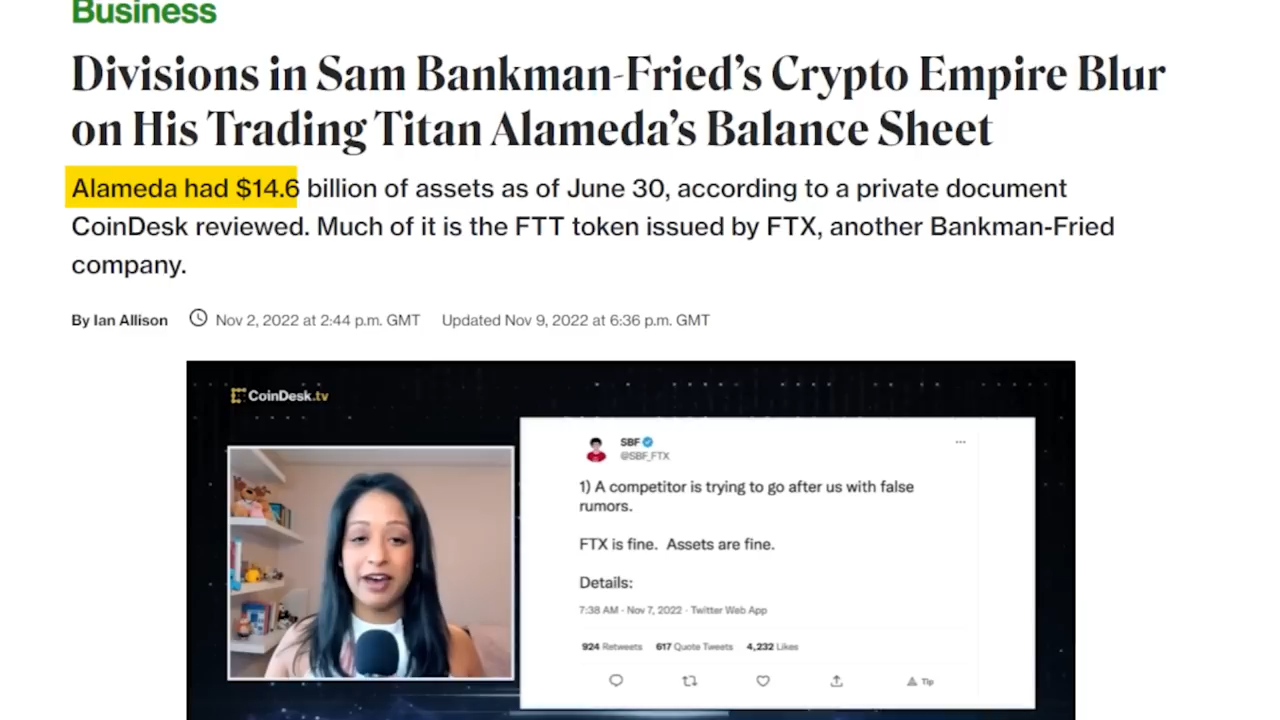 Business
Divisions in Sam Bankman-Fried's Crypto Empire Blur
on His Trading Titan Alameda's Balance Sheet
Alameda had $14.6 billion of assets as of June 30, according to a private document
CoinDesk reviewed. Much of it is the FTT token issued by FTX, another Bankman-Fried
company.
By Ian Allison Nov 2, 2022 at 2:44 p.m. GMT Updated Nov 9, 2022 at 6:36 p.m. GMT
CoinDesk.tv
SBF
@SBF_FTX
1) A competitor is trying to go after us with false
rumors.
FTX is fine. Assets are fine.
Details:
7:38 AM · Nov 7, 2022 · Twitter Web App
924 Retweets 617 Quote Tweets 4,232 Likes
Tip